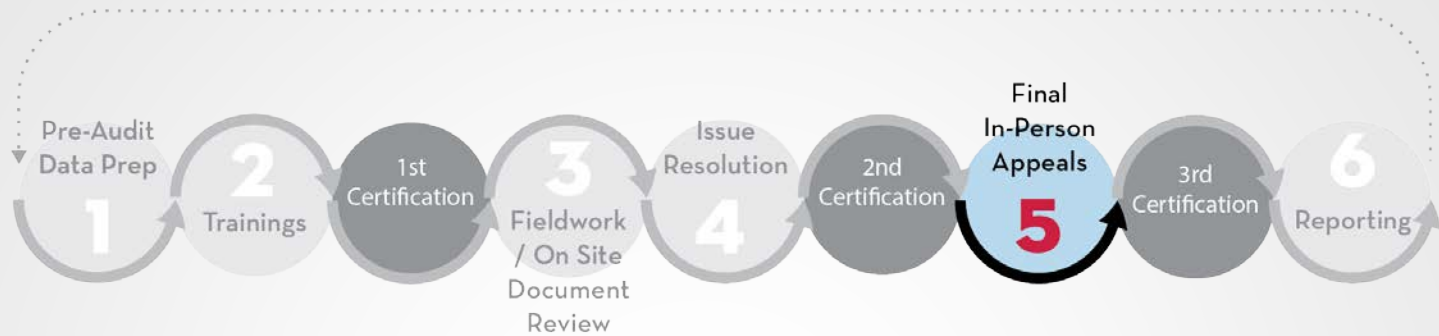 Pre-Audit
Data Prep
1
2
Trainings
1st
Certification
3
Fieldwork
/ On Site
Document
Review
Issue
Resolution
4
2nd
Certification
Final
In-Person
Appeals
5
3rd
Certification
6
Reporting